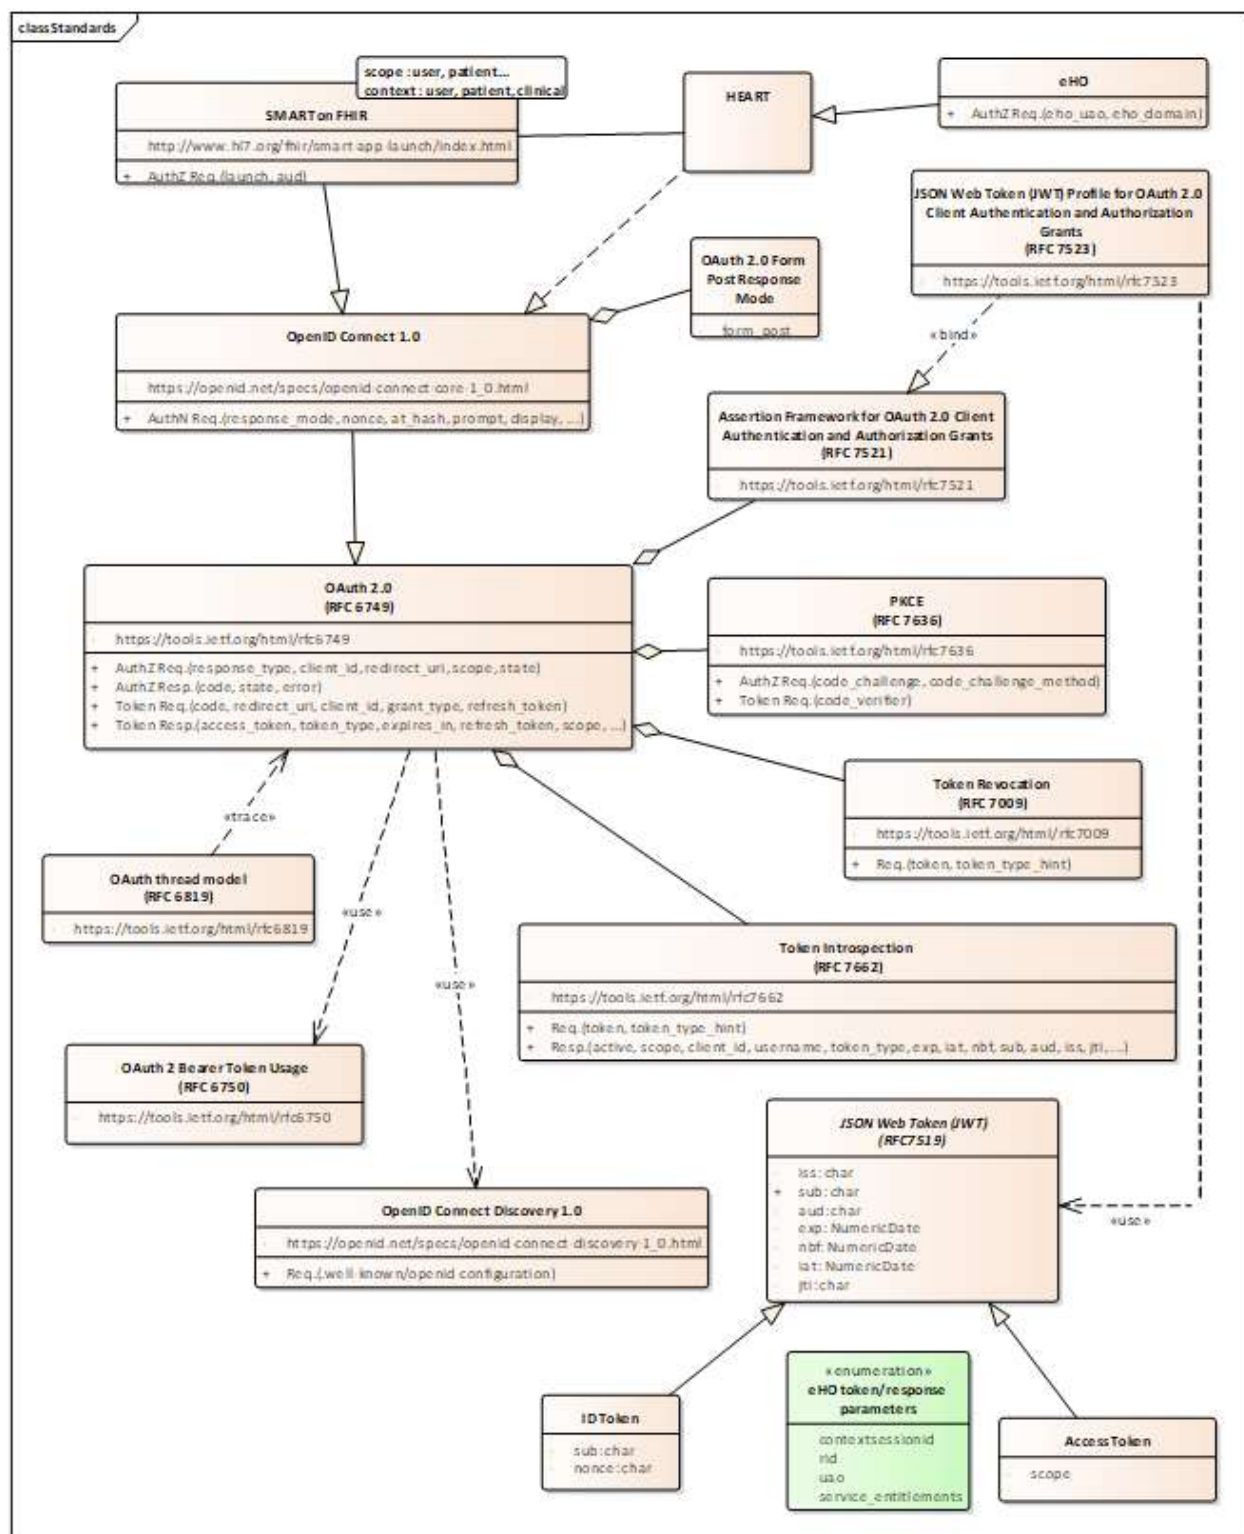 classStandards
scope : user, patient...
context : user, patient, clinical
SMART on FHIR
http://www.hl7.org/fhir/smart-app-launch/index.html
+ AuthZ Req.(launch, aud)
HEART
eHO
+ AuthZ Req.(eho_uao, eho_domain)
JSON Web Token (JWT) Profile for OAuth 2.0
Client Authentication and Authorization
Grants
(RFC 7523)
https://tools.ietf.org/html/rfc7523
OAuth 2.0 Form
Post Response
Mode
form_post
«bind»
OpenID Connect 1.0
https://openid.net/specs/openid-connect-core-1_0.html
+ AuthN Req.(response_mode, nonce, at_hash, prompt, display, ...)
Assertion Framework for OAuth 2.0 Client
Authentication and Authorization Grants
(RFC 7521)
https://tools.ietf.org/html/rfc7521
OAuth 2.0
(RFC 6749)
https://tools.ietf.org/html/rfc6749
+ AuthZ Req.(response_type, client_id, redirect_uri, scope, state)
+ AuthZ Resp.(code, state, error)
+ Token Req.(code, redirect_uri, client_id, grant_type, refresh_token)
+ Token Resp.(access_token, token_type, expires_in, refresh_token, scope, ...)
PKCE
(RFC 7636)
https://tools.ietf.org/html/rfc7636
+ AuthZ Req.(code_challenge, code_challenge_method)
+ Token Req.(code_verifier)
Token Revocation
(RFC 7009)
https://tools.ietf.org/html/rfc7009
+ Req.(token, token_type_hint)
«trace»
OAuth thread model
(RFC 6819)
https://tools.ietf.org/html/rfc6819
«use»
«use»
Token Introspection
(RFC 7662)
https://tools.ietf.org/html/rfc7662
+ Req.(token, token_type_hint)
+ Resp.(active, scope, client_id, username, token_type, exp, iat, nbf, sub, aud, iss, jti, ...)
OAuth 2 Bearer Token Usage
(RFC 6750)
https://tools.ietf.org/html/rfc6750
JSON Web Token (JWT)
(RFC7519)
iss: char
+ sub: char
aud: char
exp: NumericDate
nbf: NumericDate
iat: NumericDate
jti: char
«use»
OpenID Connect Discovery 1.0
https://openid.net/specs/openid-connect-discovery-1_0.html
+ Req.(.well-known/openid-configuration)
ID Token
sub: char
nonce: char
«enumeration»
eHO token/response
parameters
contextsessionid
rid
uao
service_entitlements
Access Token
scope